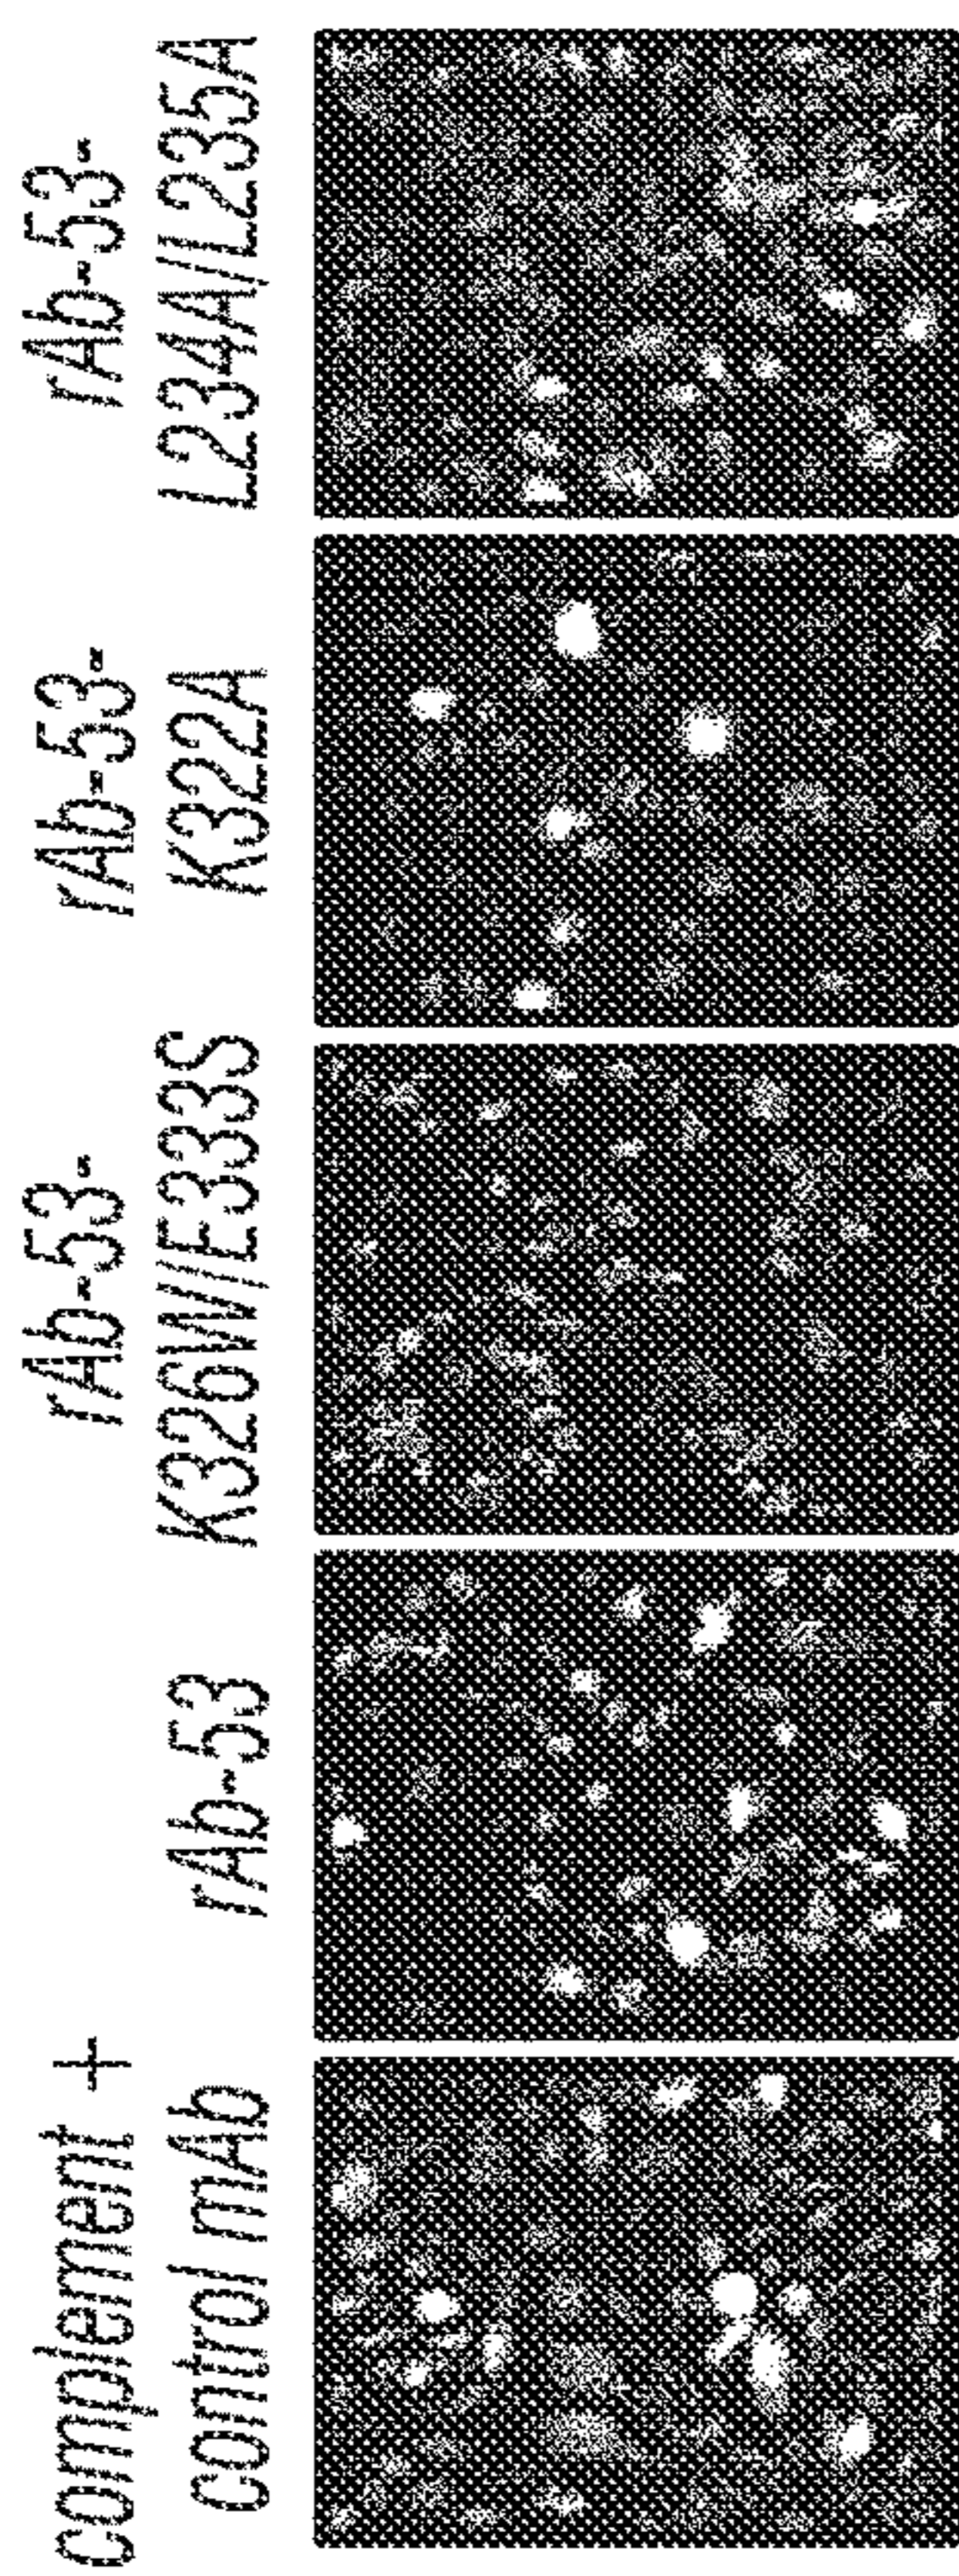 complement +
control mAb
rAb-53
rAb-53-
K326W/E333S
rAb-53-
K322A
rAb-53-
L234A/L235A